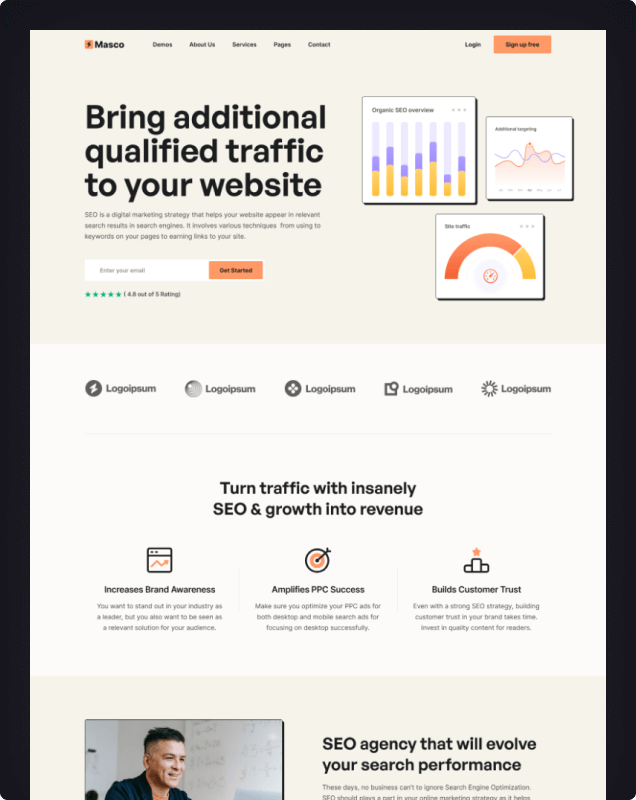 Masco
Demos
About Us
Services
Pages
Contact
Login
Sign up free
Bring additional
qualified traffic
to your website
SEO is a digital marketing strategy that helps your website appear in relevant
search results in search engines. It involves various techniques from using to
keywords on your pages to earning links to your site.
Enter your email
Get Started
( 4.8 out of 5 Rating)
Organic SEO overview
Additional targeting
Site traffic
Logoipsum
Logoipsum
Logoipsum
Logoipsum
Logoipsum
Turn traffic with insanely
SEO & growth into revenue
Increases Brand Awareness
You want to stand out in your industry as
a leader, but you also want to be seen as
a relevant solution for your audience.
Amplifies PPC Success
Make sure you optimize your PPC ads for
both desktop and mobile search ads for
focusing on desktop successfully.
Builds Customer Trust
Even with a strong SEO strategy, building
customer trust in your brand takes time.
Invest in quality content for readers.
SEO agency that will evolve
your search performance
These days, no business can't to ignore Search Engine Optimization.
SEO should plays a part in your online marketing strategy as it helps